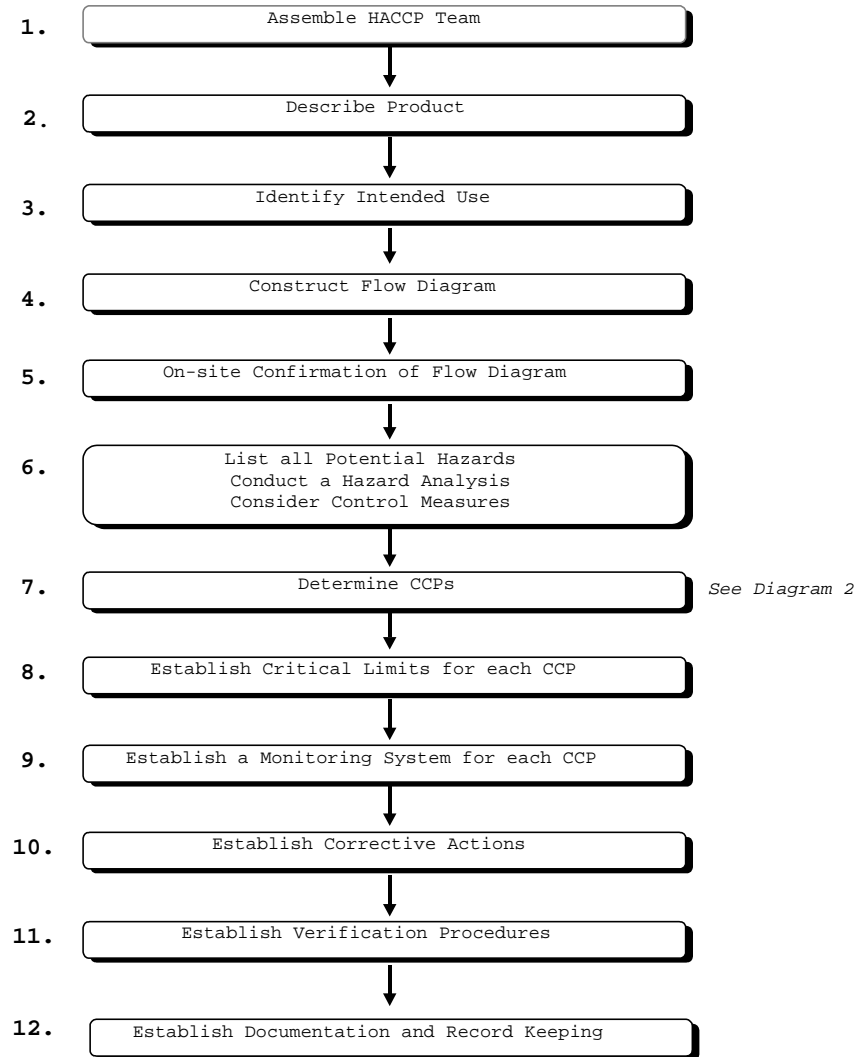 1. Assemble HACCP Team
2. Describe Product
3. Identify Intended Use
4. Construct Flow Diagram
5. On-site Confirmation of Flow Diagram
6. List all Potential Hazards
Conduct a Hazard Analysis
Consider Control Measures
7. Determine CCPs See Diagram 2
8. Establish Critical Limits for each CCP
9. Establish a Monitoring System for each CCP
10. Establish Corrective Actions
11. Establish Verification Procedures
12. Establish Documentation and Record Keeping